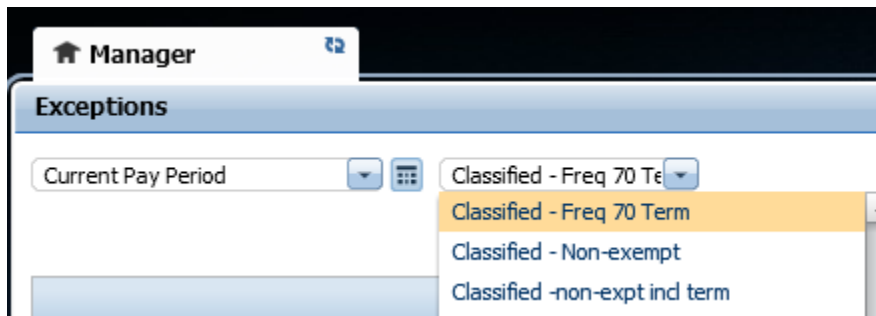 Manager
Exceptions
Current Pay Period
Classified - Freq 70 Te
Classified - Freq 70 Term
Classified - Non-exempt
Classified -non-expt incl term